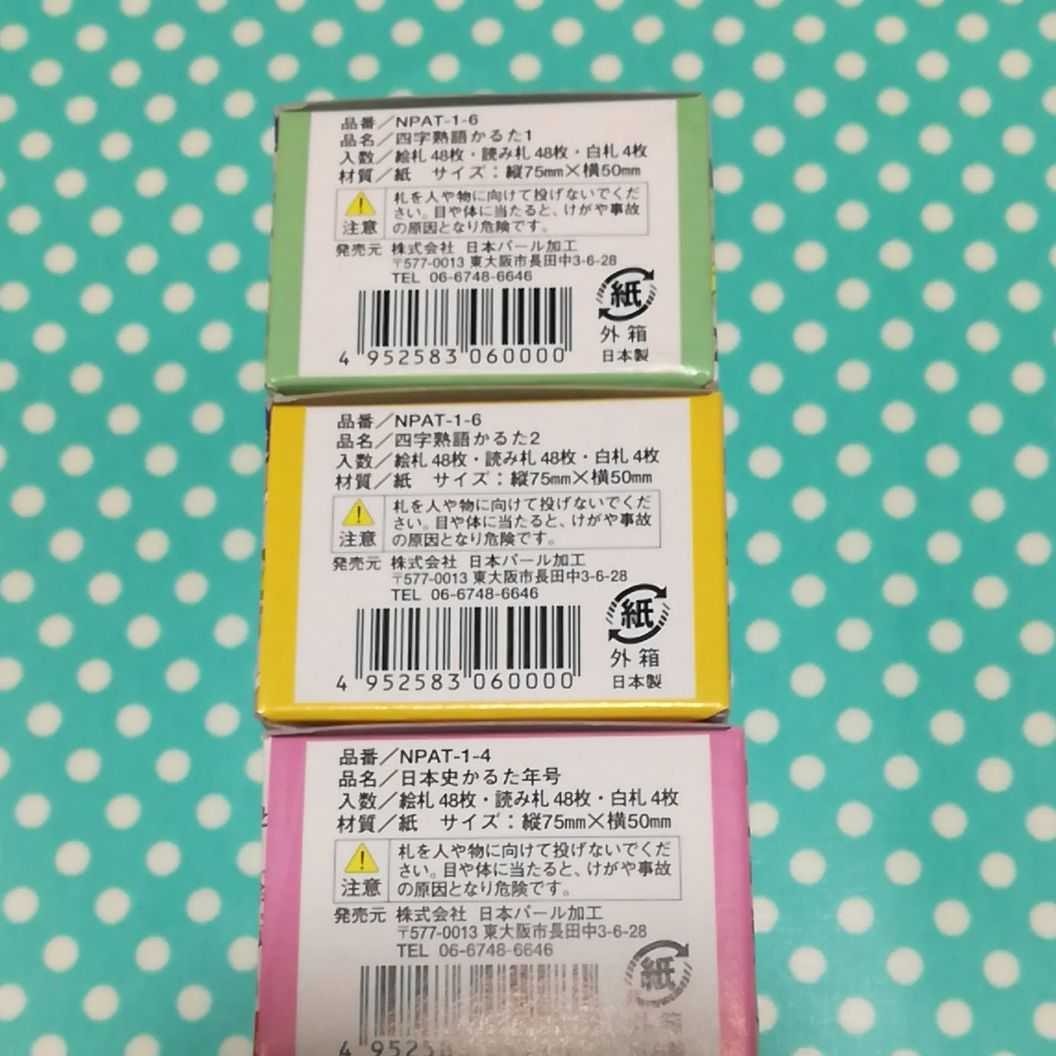 品番／NPAT-1-6
品名／四字熟語かるた1
入数／絵札48枚・読み札48枚・白札4枚
材質／紙 サイズ：縦75mm×横50mm
札を人や物に向けて投げないでくだ
さい。目や体に当たると、けがや事故
の原因となり危険です。
注意
発売元 株式会社 日本パール加工
〒577-0013 東大阪市長田中3-6-28
TEL 06-6748-6646
紙
外箱
日本製
4 952583 060000
品番／NPAT-1-6
品名／四字熟語かるた2
入数／絵札48枚・読み札48枚・白札4枚
材質／紙 サイズ：縦75mm×横50mm
札を人や物に向けて投げないでくだ
さい。目や体に当たると、けがや事故
の原因となり危険です。
注意
発売元 株式会社 日本パール加工
〒577-0013 東大阪市長田中3-6-28
TEL 06-6748-6646
紙
外箱
日本製
4 952583 060000
品番／NPAT-1-4
品名／日本史かるた年号
入数／絵札48枚・読み札48枚・白札4枚
材質／紙 サイズ：縦75mm×横50mm
札を人や物に向けて投げないでくだ
さい。目や体に当たると、けがや事故
の原因となり危険です。
注意
発売元 株式会社 日本パール加工
〒577-0013 東大阪市長田中3-6-28
TEL 06-6748-6646
紙
外箱